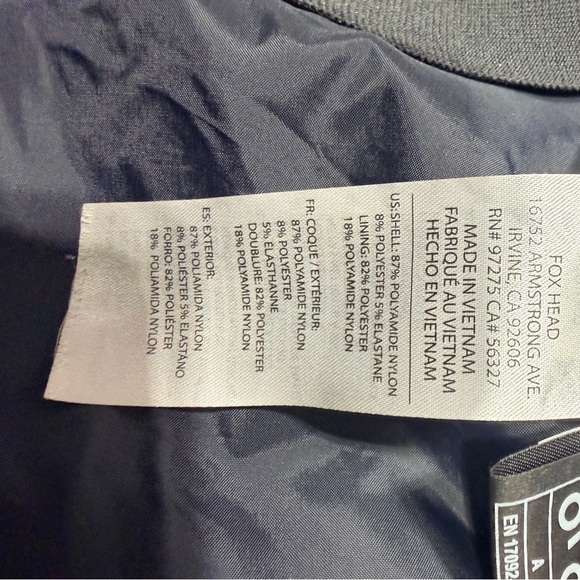 FOX HEAD
16752 ARMSTRONG AVE.
IRVINE, CA 92606
RN# 97275 CA# 56327
MADE IN VIETNAM
FABRIQUÉ AU VIETNAM
HECHO EN VIETNAM
US:SHELL: 87% POLYAMIDE NYLON
8% POLYESTER 5% ELASTANE
LINING: 82% POLYESTER
18% POLYAMIDE NYLON
FR: COQUE / EXTÉRIEUR:
87% POLYAMIDE NYLON
8% POLYESTER
5% ÉLASTHANNE
DOUBLURE: 82% POLYESTER
18% POLYAMIDE NYLON
ES: EXTERIOR:
87% POLIAMIDA NYLON
8% POLIÉSTER 5% ELASTANO
FORRO: 82% POLIÉSTER
18% POLIAMIDA NYLON
A
EN 17092